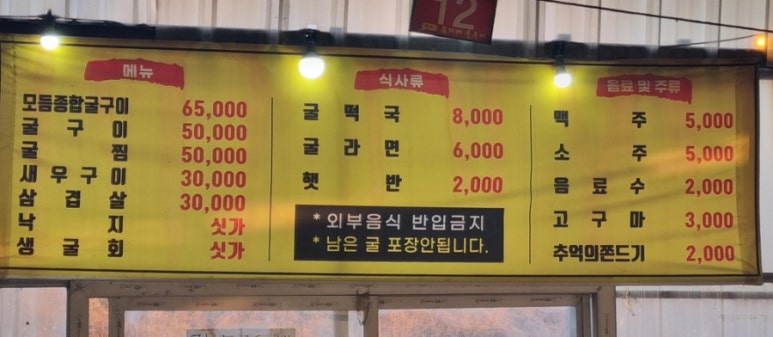 12
메뉴
모듬종합굴구이 65,000
굴 구 이 50,000
굴 찜 50,000
새우구이 30,000
삼 겹 살 30,000
낙 지 싯가
생 굴 회 싯가
식사류
굴 떡 국 8,000
굴 라 면 6,000
햇 반 2,000
* 외부음식 반입금지
* 남은 굴 포장안됩니다.
음료 및 주류
맥 주 5,000
소 주 5,000
음 료 수 2,000
고 구 마 3,000
추억의쫀드기 2,000